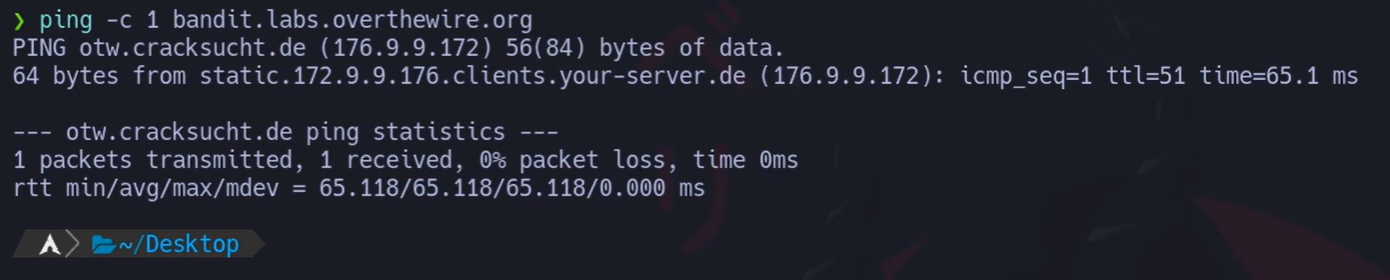 ❯ ping -c 1 bandit.labs.overthewire.org
PING otw.cracksucht.de (176.9.9.172) 56(84) bytes of data.
64 bytes from static.172.9.9.176.clients.your-server.de (176.9.9.172): icmp_seq=1 ttl=51 time=65.1 ms
--- otw.cracksucht.de ping statistics ---
1 packets transmitted, 1 received, 0% packet loss, time 0ms
rtt min/avg/max/mdev = 65.118/65.118/65.118/0.000 ms
~/Desktop